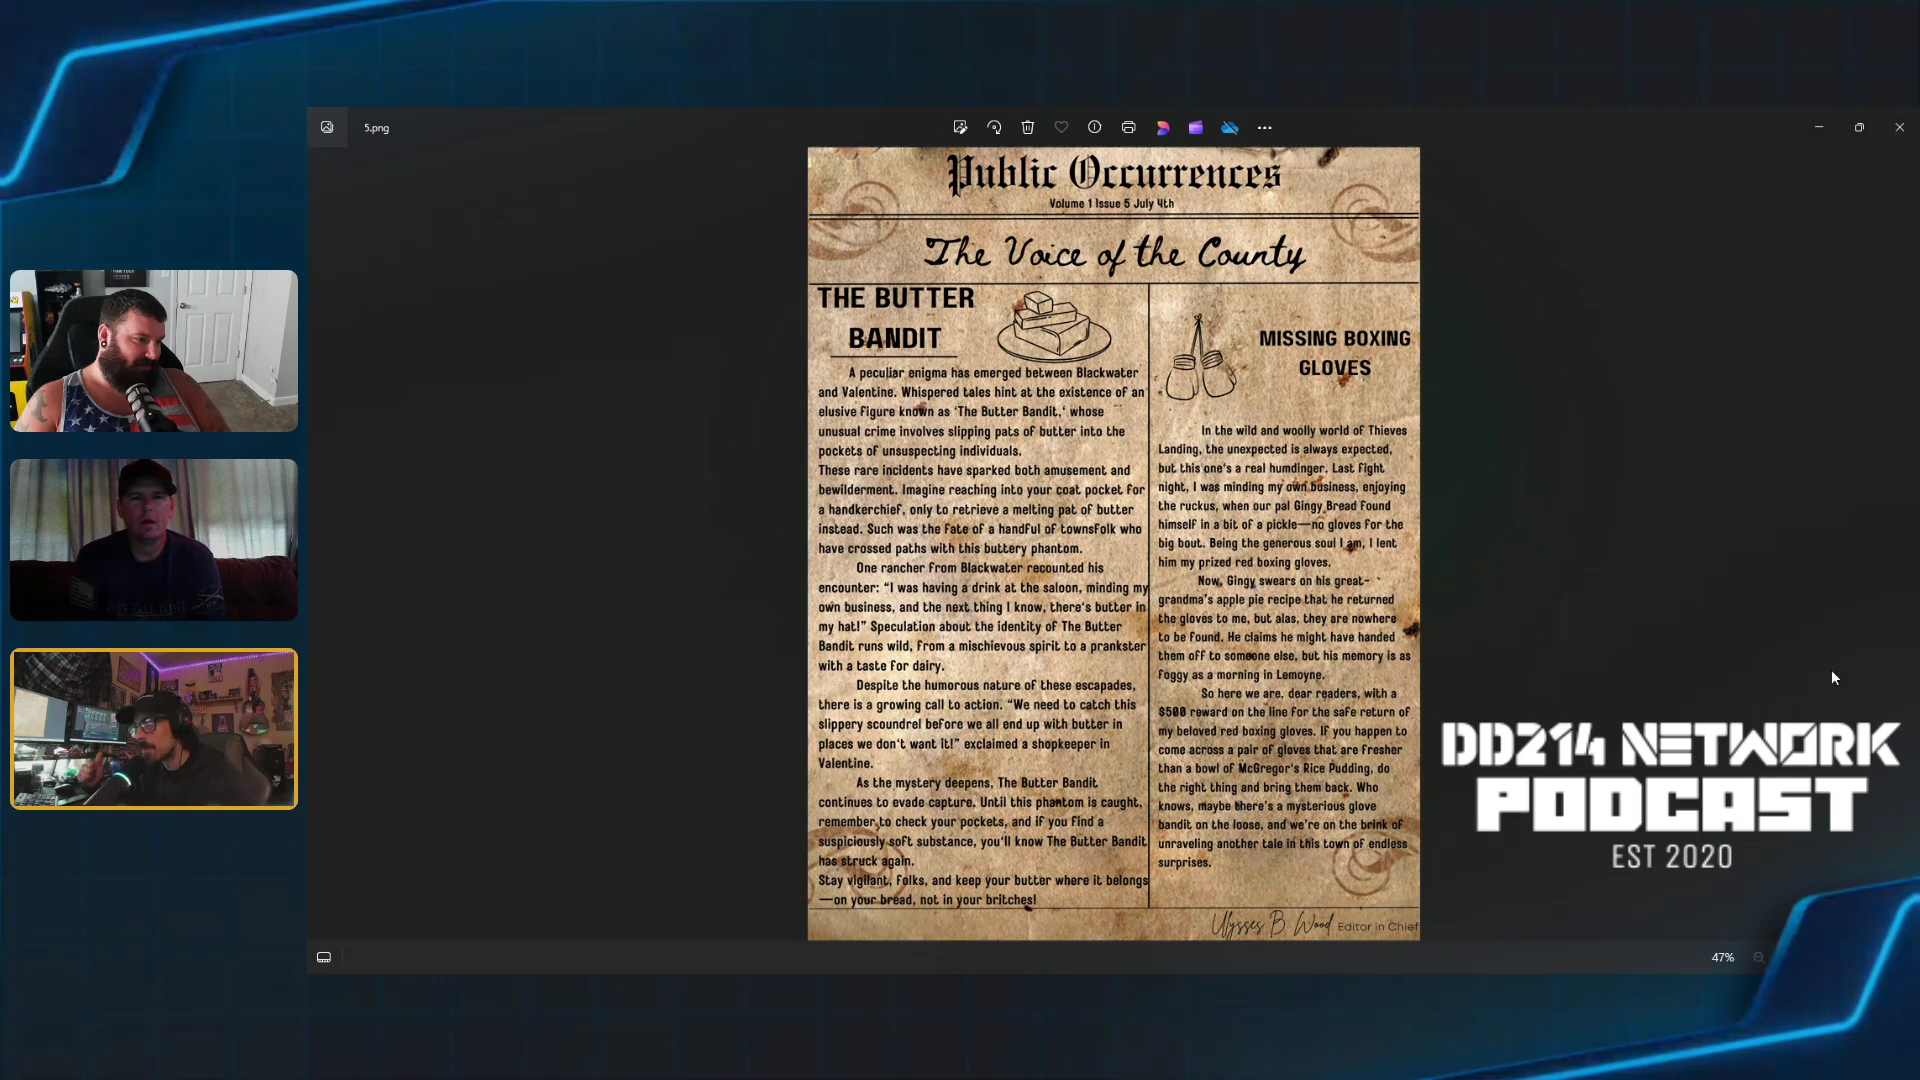 5.png
Public Occurrences
Volume 1 Issue 5 July 4th
The Voice of the County
THE BUTTER
BANDIT
A peculiar enigma has emerged between Blackwater
and Valentine. Whispered tales hint at the existence of an
elusive figure known as 'The Butter Bandit,' whose
unusual crime involves slipping pats of butter into the
pockets of unsuspecting individuals.
These rare incidents have sparked both amusement and
bewilderment. Imagine reaching into your coat pocket for
a handkerchief, only to retrieve a melting pat of butter
instead. Such was the fate of a handful of townsfolk who
have crossed paths with this buttery phantom.
One rancher from Blackwater recounted his
encounter: "I was having a drink at the saloon, minding my
own business, and the next thing I know, there's butter in
my hat!" Speculation about the identity of The Butter
Bandit runs wild, from a mischievous spirit to a prankster
with a taste for dairy.
Despite the humorous nature of these escapades,
there is a growing call to action. "We need to catch this
slippery scoundrel before we all end up with butter in
places we don't want it!" exclaimed a shopkeeper in
Valentine.
As the mystery deepens, The Butter Bandit
continues to evade capture. Until this phantom is caught,
remember to check your pockets, and if you find a
suspiciously soft substance, you'll know The Butter Bandit
has struck again.
Stay vigilant, folks, and keep your butter where it belongs
—on your bread, not in your britches!
MISSING BOXING
GLOVES
In the wild and woolly world of Thieves
Landing, the unexpected is always expected,
but this one's a real humdinger. Last fight
night, I was minding my own business, enjoying
the ruckus, when our pal Gingy Bread found
himself in a bit of a pickle—no gloves for the
big bout. Being the generous soul I am, I lent
him my prized red boxing gloves.
Now, Gingy swears on his great-
grandma's apple pie recipe that he returned
the gloves to me, but alas, they are nowhere
to be found. He claims he might have handed
them off to someone else, but his memory is as
foggy as a morning in Lemoyne.
So here we are, dear readers, with a
$500 reward on the line for the safe return of
my beloved red boxing gloves. If you happen to
come across a pair of gloves that are fresher
than a bowl of McGregor's Rice Pudding, do
the right thing and bring them back. Who
knows, maybe there's a mysterious glove
bandit on the loose, and we're on the brink of
unraveling another tale in this town of endless
surprises.
Ulysses B. Wood Editor in Chief
DD214 NETWORK
PODCAST
EST 2020
47%